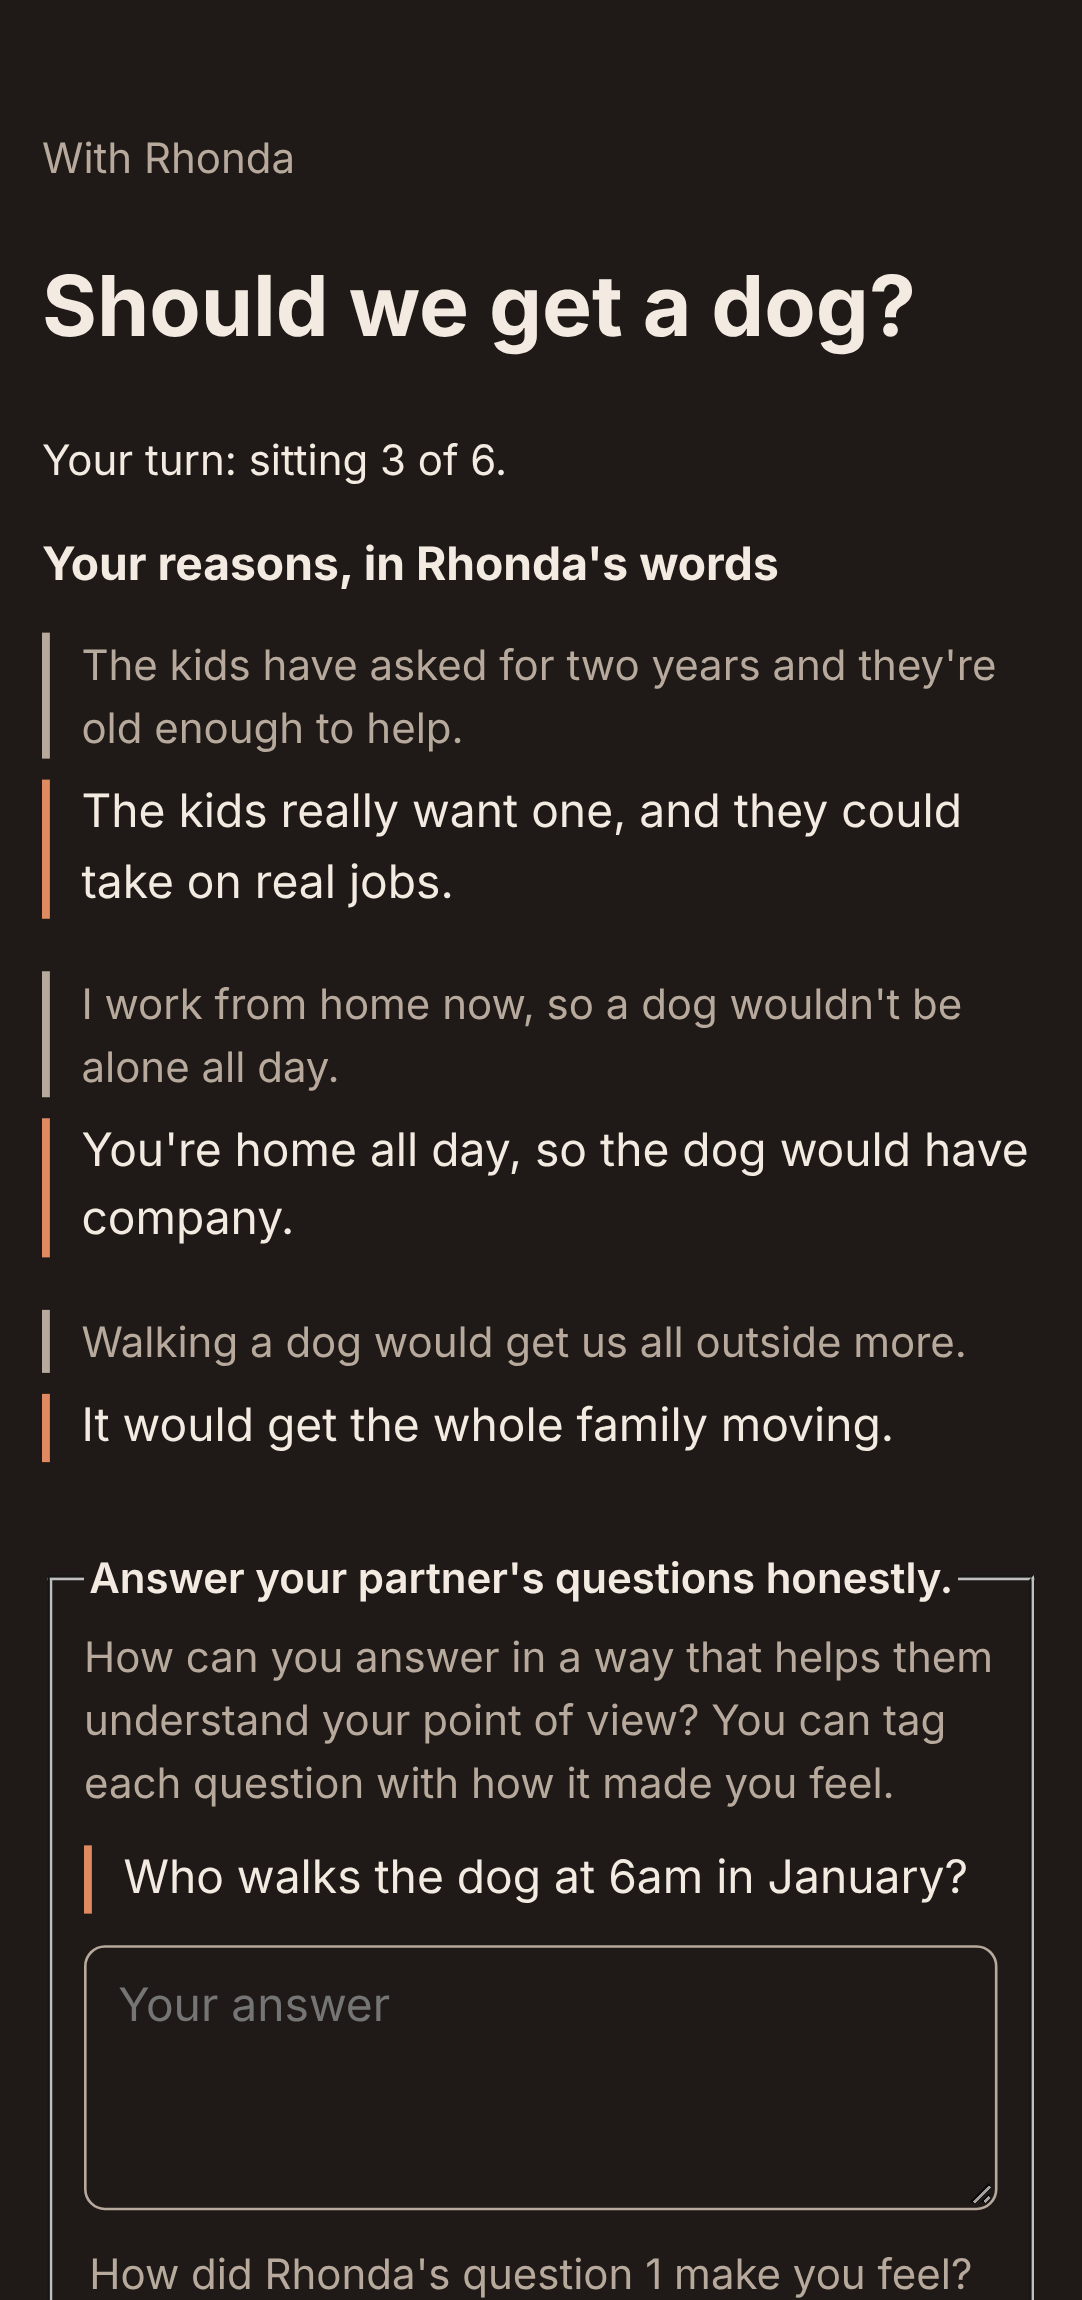 With Rhonda
Should we get a dog?
Your turn: sitting 3 of 6.
Your reasons, in Rhonda's words
The kids have asked for two years and they're
old enough to help.
The kids really want one, and they could
take on real jobs.
I work from home now, so a dog wouldn't be
alone all day.
You're home all day, so the dog would have
company.
Walking a dog would get us all outside more.
It would get the whole family moving.
Answer your partner's questions honestly.
How can you answer in a way that helps them
understand your point of view? You can tag
each question with how it made you feel.
Who walks the dog at 6am in January?
Your answer
How did Rhonda's question 1 make you feel?